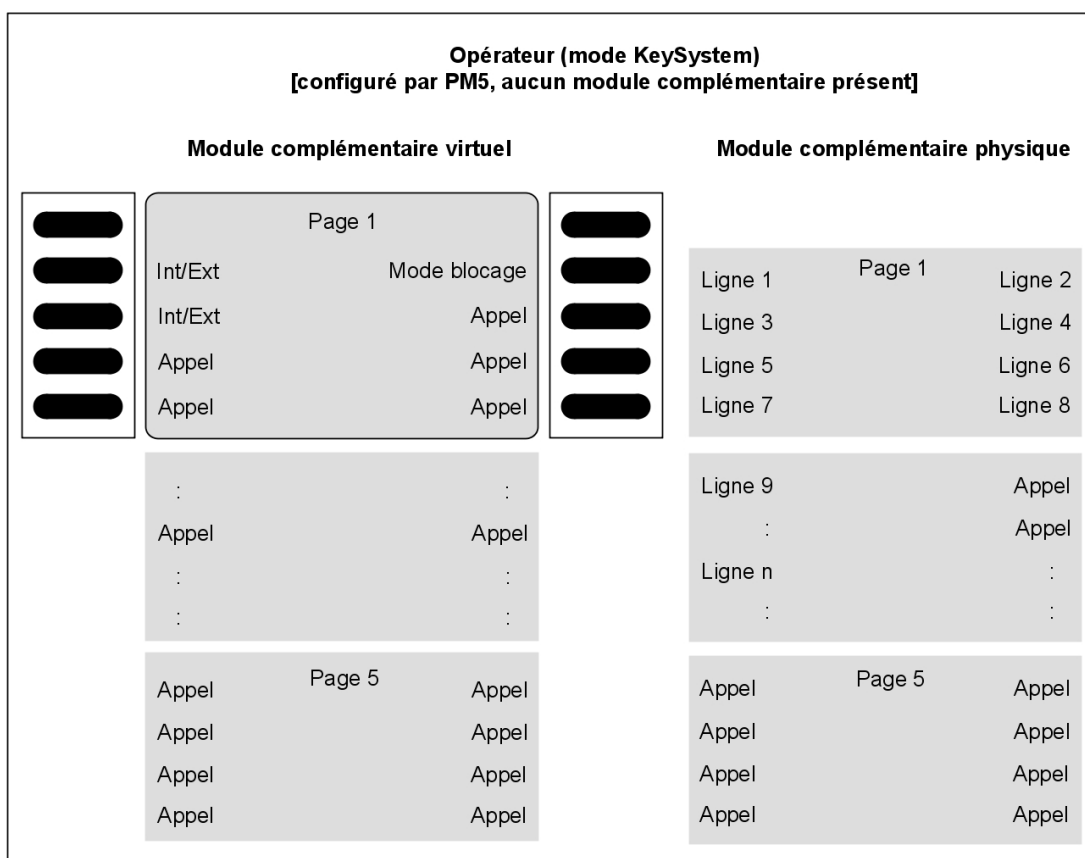 Opérateur (mode KeySystem)
[configuré par PM5, aucun module complémentaire présent]
Module complémentaire virtuel
Page 1
Int/Ext Mode blocage
Int/Ext Appel
Appel Appel
Appel Appel
: :
Appel Appel
: :
: :
Page 5
Appel Appel
Appel Appel
Appel Appel
Appel Appel
Module complémentaire physique
Page 1
Ligne 1 Ligne 2
Ligne 3 Ligne 4
Ligne 5 Ligne 6
Ligne 7 Ligne 8
Ligne 9 Appel
: Appel
Ligne n :
: :
Page 5
Appel Appel
Appel Appel
Appel Appel
Appel Appel